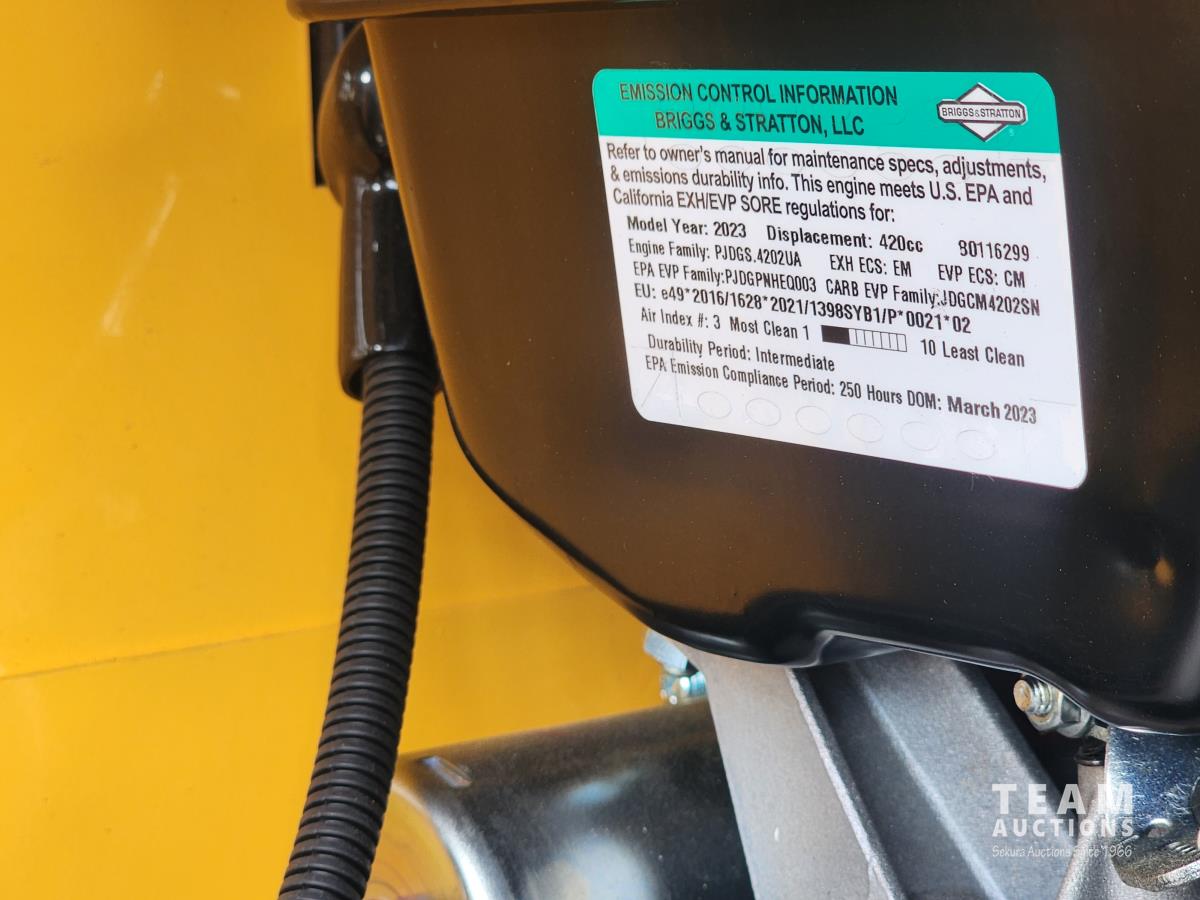 EMISSION CONTROL INFORMATION
BRIGGS & STRATTON, LLC
BRIGGS&STRATTON
Refer to owner's manual for maintenance specs, adjustments,
& emissions durability info. This engine meets U.S. EPA and
California EXH/EVP SORE regulations for:
Model Year: 2023 Displacement: 420cc 80116299
Engine Family: PJDGS.4202UA EXH ECS: EM EVP ECS: CM
EPA EVP Family:PJDGPNHEQ003 CARB EVP Family:JDGCM4202SN
EU: e49*2016/1628*2021/1398SYB1/P*0021*02
Air Index #: 3 Most Clean 1 10 Least Clean
Durability Period: Intermediate
EPA Emission Compliance Period: 250 Hours DOM: March 2023
TEAM
AUCTIONS
Sekura Auctions Since 1966